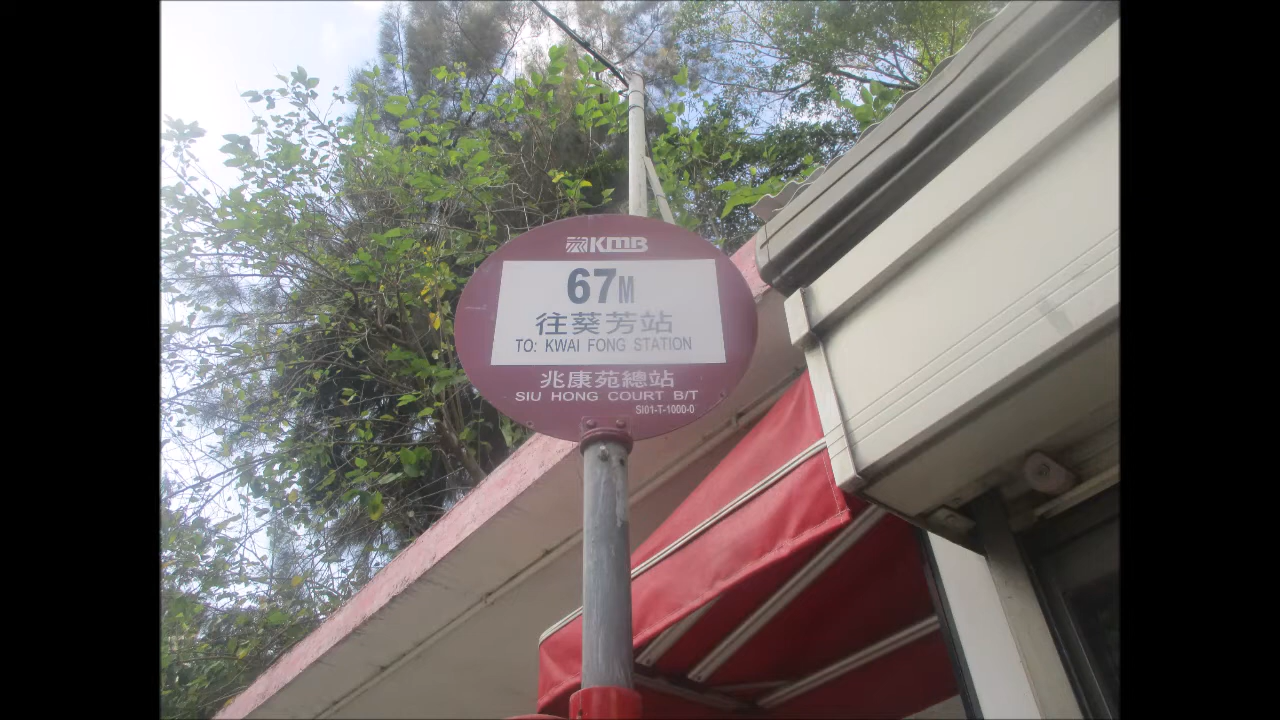 KMB
67M
往葵芳站
TO: KWAI FONG STATION
兆康苑總站
SIU HONG COURT B/T
SI01-T-1000-0